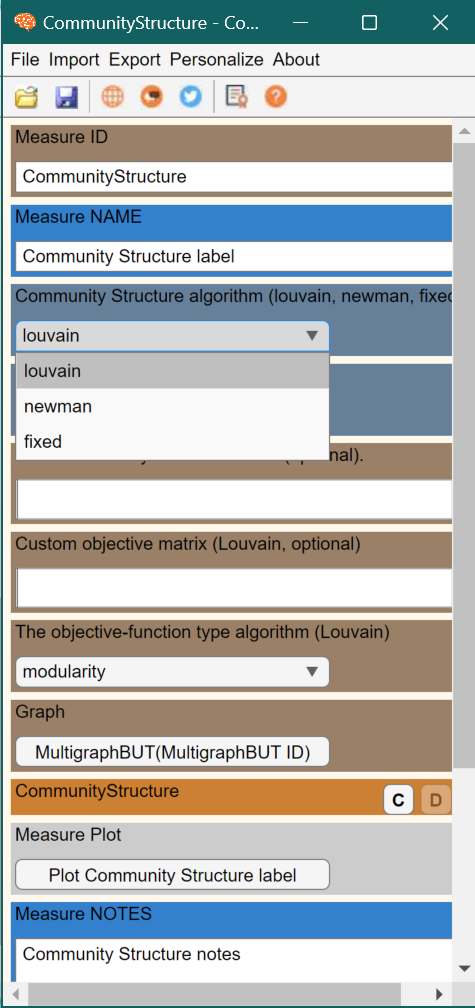 CommunityStructure - Co...
File Import Export Personalize About
Measure ID
CommunityStructure
Measure NAME
Community Structure label
Community Structure algorithm (louvain, newman, fixed
louvain
louvain
newman
fixed
nal).
Custom objective matrix (Louvain, optional)
The objective-function type algorithm (Louvain)
modularity
Graph
MultigraphBUT(MultigraphBUT ID)
CommunityStructure
C D
Measure Plot
Plot Community Structure label
Measure NOTES
Community Structure notes